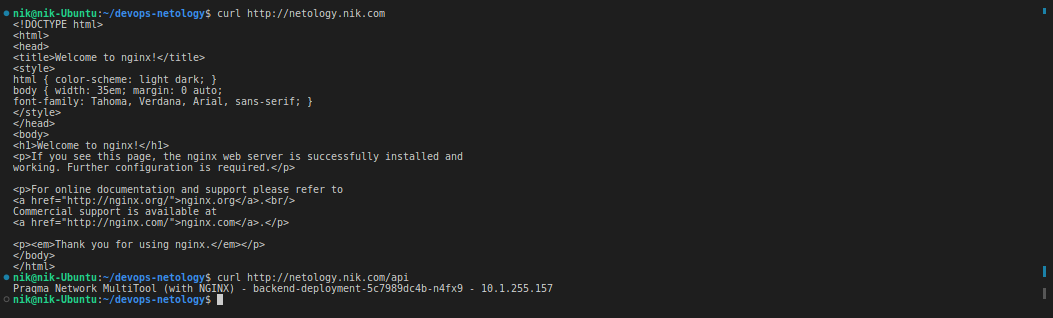 nik@nik-Ubuntu:~/devops-netology$ curl http://netology.nik.com
<!DOCTYPE html>
<html>
<head>
<title>Welcome to nginx!</title>
<style>
html { color-scheme: light dark; }
body { width: 35em; margin: 0 auto;
font-family: Tahoma, Verdana, Arial, sans-serif; }
</style>
</head>
<body>
<h1>Welcome to nginx!</h1>
<p>If you see this page, the nginx web server is successfully installed and
working. Further configuration is required.</p>

<p>For online documentation and support please refer to
<a href="http://nginx.org/">nginx.org</a>.<br/>
Commercial support is available at
<a href="http://nginx.com/">nginx.com</a>.</p>

<p><em>Thank you for using nginx.</em></p>
</body>
</html>
nik@nik-Ubuntu:~/devops-netology$ curl http://netology.nik.com/api
Praqma Network MultiTool (with NGINX) - backend-deployment-5c7989dc4b-n4fx9 - 10.1.255.157
nik@nik-Ubuntu:~/devops-netology$